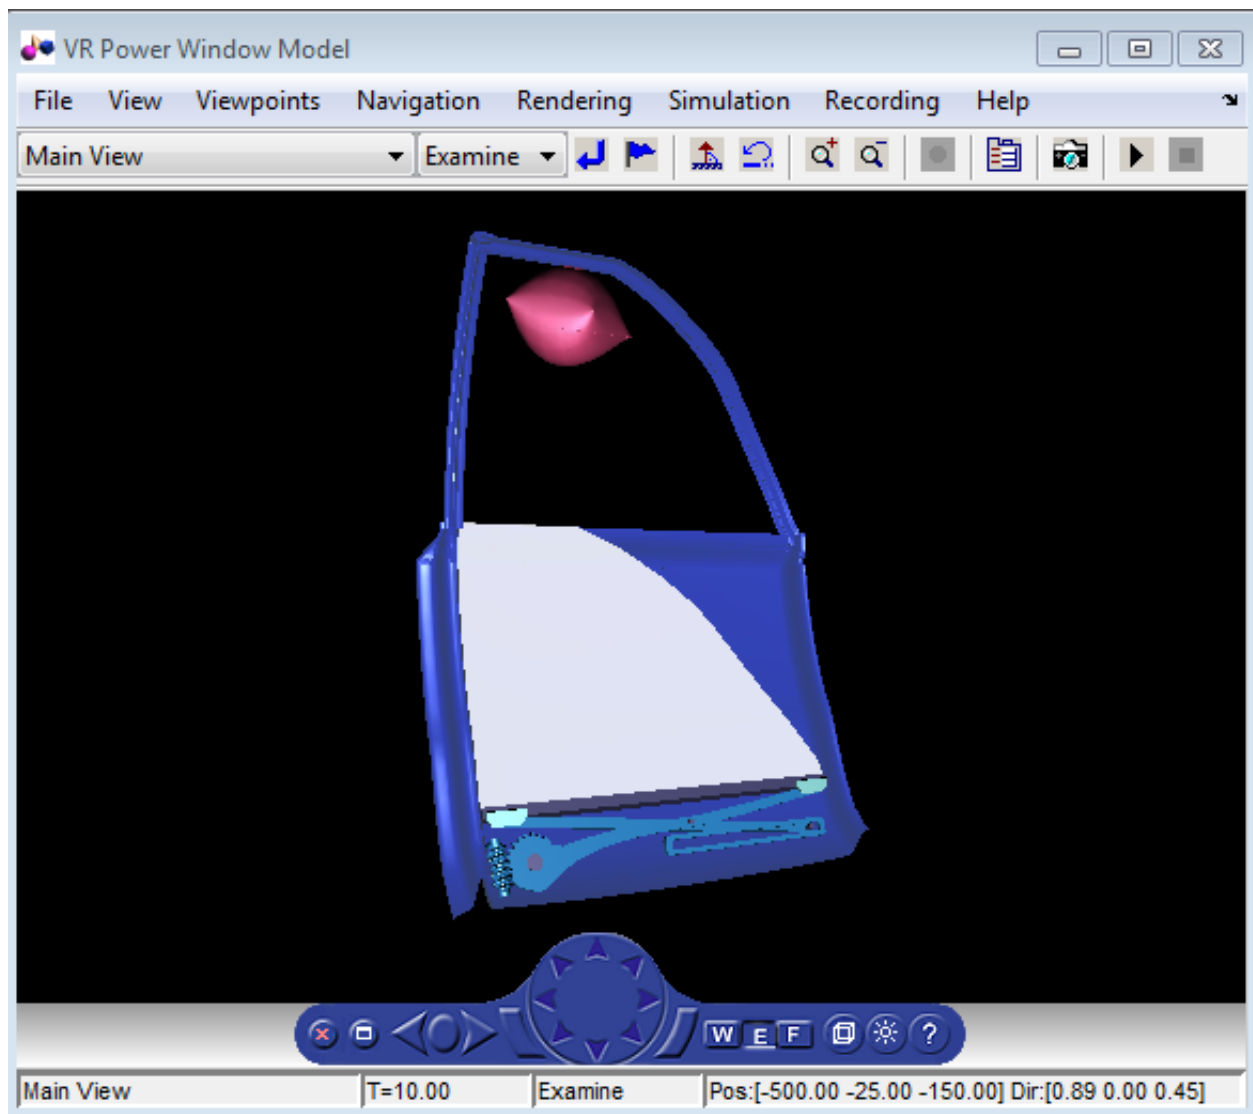 VR Power Window Model
File View Viewpoints Navigation Rendering Simulation Recording Help
Main View Examine
W E F ?
Main View T=10.00 Examine Pos:[-500.00 -25.00 -150.00] Dir:[0.89 0.00 0.45]